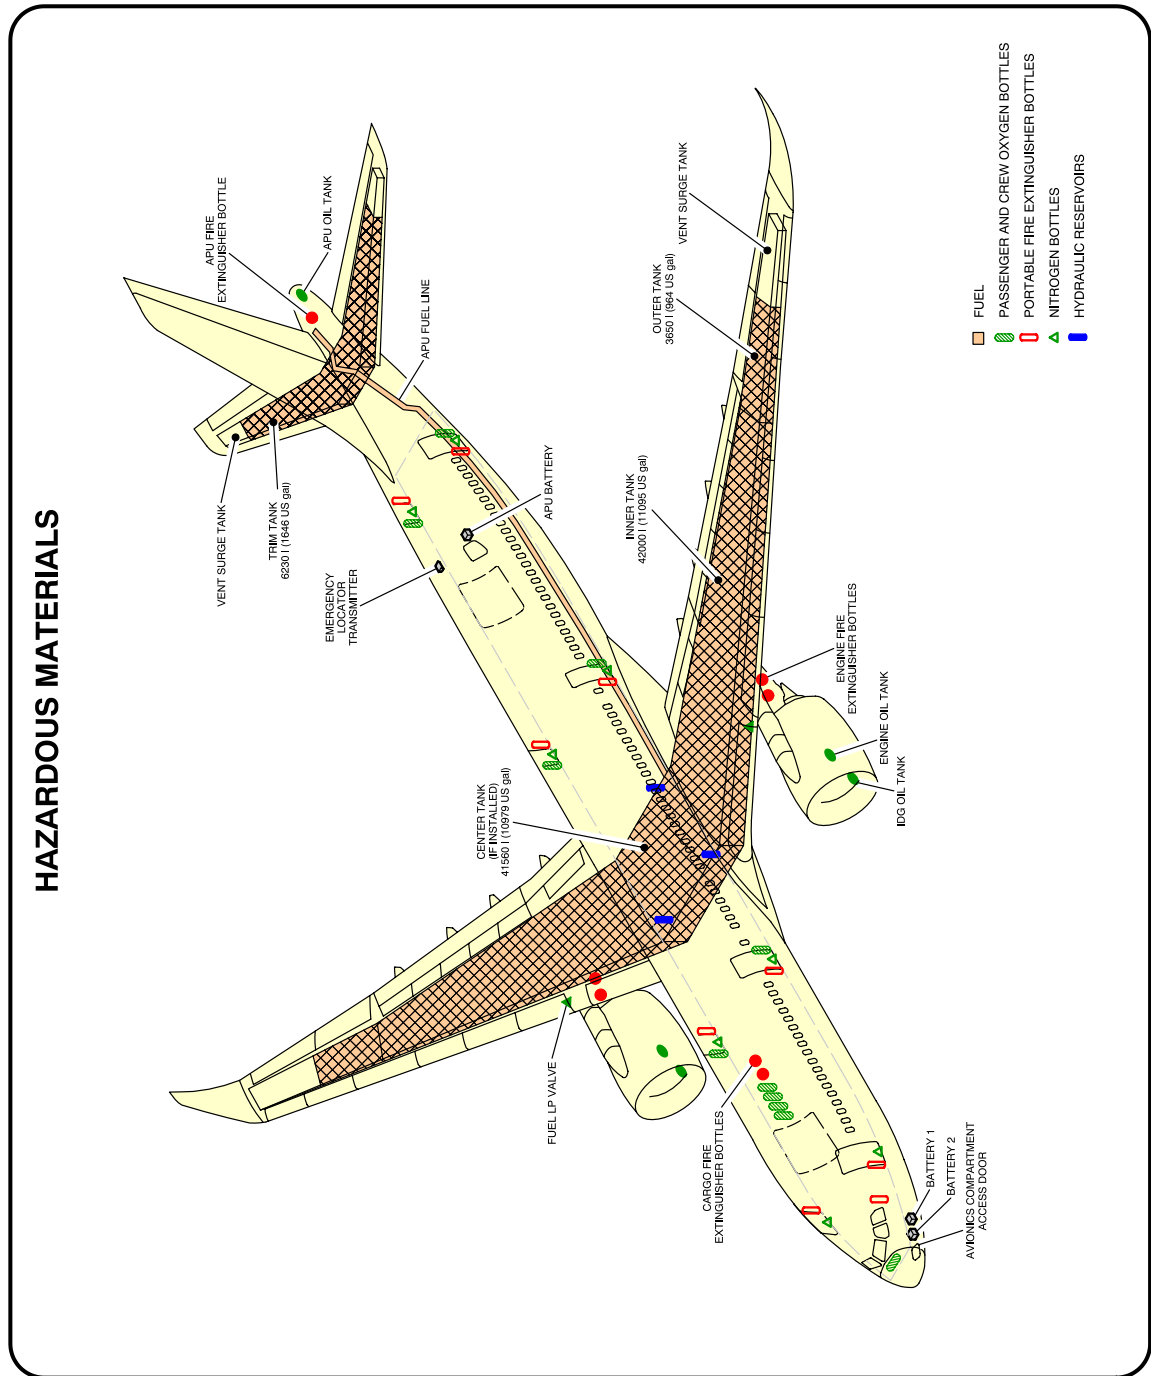 HAZARDOUS MATERIALS
VENT SURGE TANK
TRIM TANK
6230 l (1646 US gal)
APU FIRE
EXTINGUISHER BOTTLE
APU OIL TANK
APU FUEL LINE
EMERGENCY
LOCATOR
TRANSMITTER
APU BATTERY
CENTER TANK
(IF INSTALLED)
41560 l (10979 US gal)
INNER TANK
42000 l (11095 US gal)
OUTER TANK
3650 l (964 US gal)
VENT SURGE TANK
FUEL LP VALVE
CARGO FIRE
EXTINGUISHER BOTTLES
ENGINE FIRE
EXTINGUISHER BOTTLES
ENGINE OIL TANK
IDG OIL TANK
BATTERY 1
BATTERY 2
AVIONICS COMPARTMENT
ACCESS DOOR
FUEL
PASSENGER AND CREW OXYGEN BOTTLES
PORTABLE FIRE EXTINGUISHER BOTTLES
NITROGEN BOTTLES
HYDRAULIC RESERVOIRS